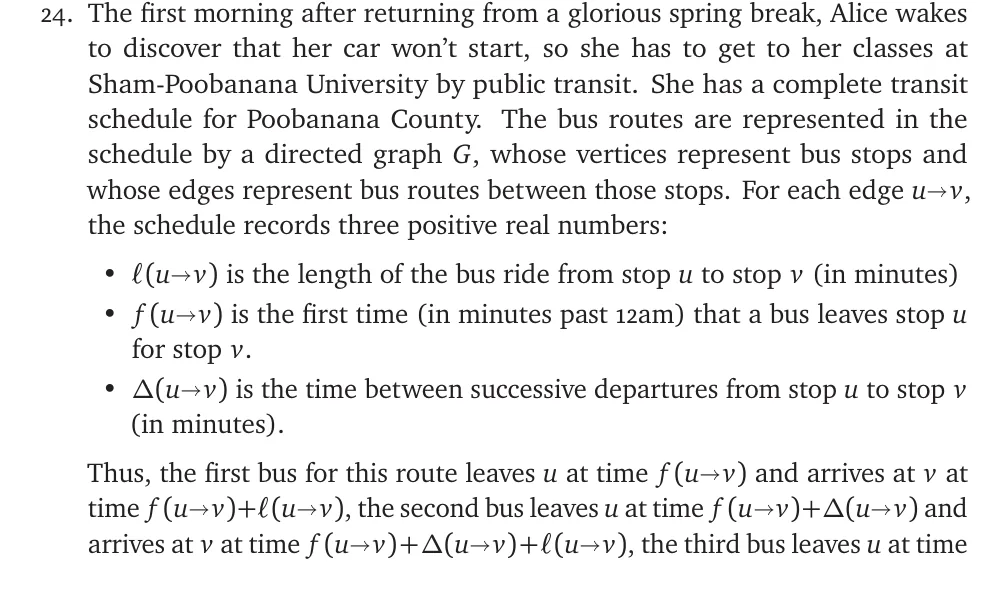 24. The first morning after returning from a glorious spring break, Alice wakes
to discover that her car won’t start, so she has to get to her classes at
Sham-Poobanana University by public transit. She has a complete transit
schedule for Poobanana County. The bus routes are represented in the
schedule by a directed graph G, whose vertices represent bus stops and
whose edges represent bus routes between those stops. For each edge u→v,
the schedule records three positive real numbers:
• ℓ(u→v) is the length of the bus ride from stop u to stop v (in minutes)
• f(u→v) is the first time (in minutes past 12am) that a bus leaves stop u
for stop v.
• Δ(u→v) is the time between successive departures from stop u to stop v
(in minutes).
Thus, the first bus for this route leaves u at time f(u→v) and arrives at v at
time f(u→v)+ℓ(u→v), the second bus leaves u at time f(u→v)+Δ(u→v) and
arrives at v at time f(u→v)+Δ(u→v)+ℓ(u→v), the third bus leaves u at time